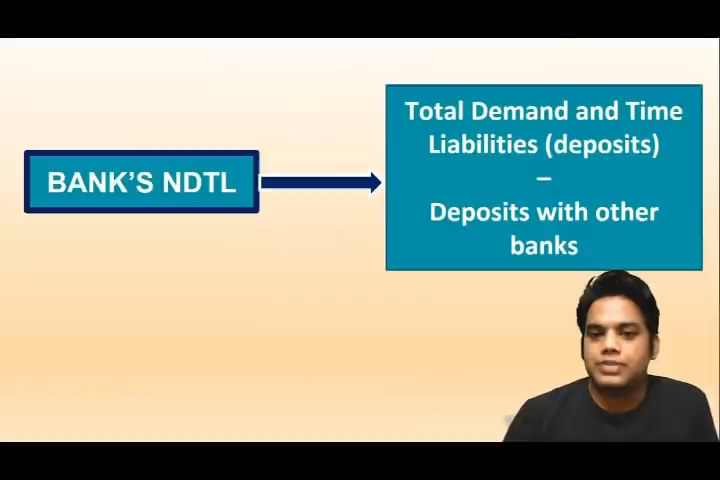 BANK’S NDTL
Total Demand and Time
Liabilities (deposits)
–
Deposits with other
banks